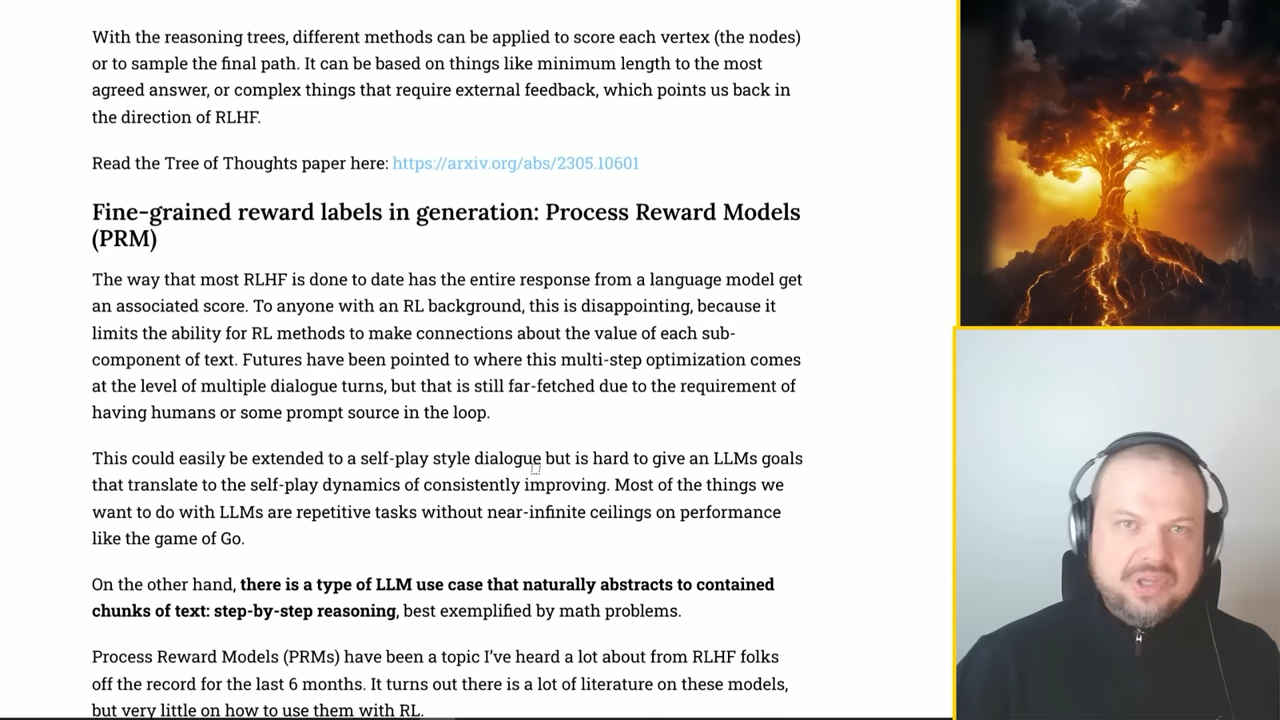 With the reasoning trees, different methods can be applied to score each vertex (the nodes)
or to sample the final path. It can be based on things like minimum length to the most
agreed answer, or complex things that require external feedback, which points us back in
the direction of RLHF.
Read the Tree of Thoughts paper here: https://arxiv.org/abs/2305.10601
Fine-grained reward labels in generation: Process Reward Models
(PRM)
The way that most RLHF is done to date has the entire response from a language model get
an associated score. To anyone with an RL background, this is disappointing, because it
limits the ability for RL methods to make connections about the value of each sub-
component of text. Futures have been pointed to where this multi-step optimization comes
at the level of multiple dialogue turns, but that is still far-fetched due to the requirement of
having humans or some prompt source in the loop.
This could easily be extended to a self-play style dialogue but is hard to give an LLMs goals
that translate to the self-play dynamics of consistently improving. Most of the things we
want to do with LLMs are repetitive tasks without near-infinite ceilings on performance
like the game of Go.
On the other hand, there is a type of LLM use case that naturally abstracts to contained
chunks of text: step-by-step reasoning, best exemplified by math problems.
Process Reward Models (PRMs) have been a topic I've heard a lot about from RLHF folks
off the record for the last 6 months. It turns out there is a lot of literature on these models,
but very little on how to use them with RL.